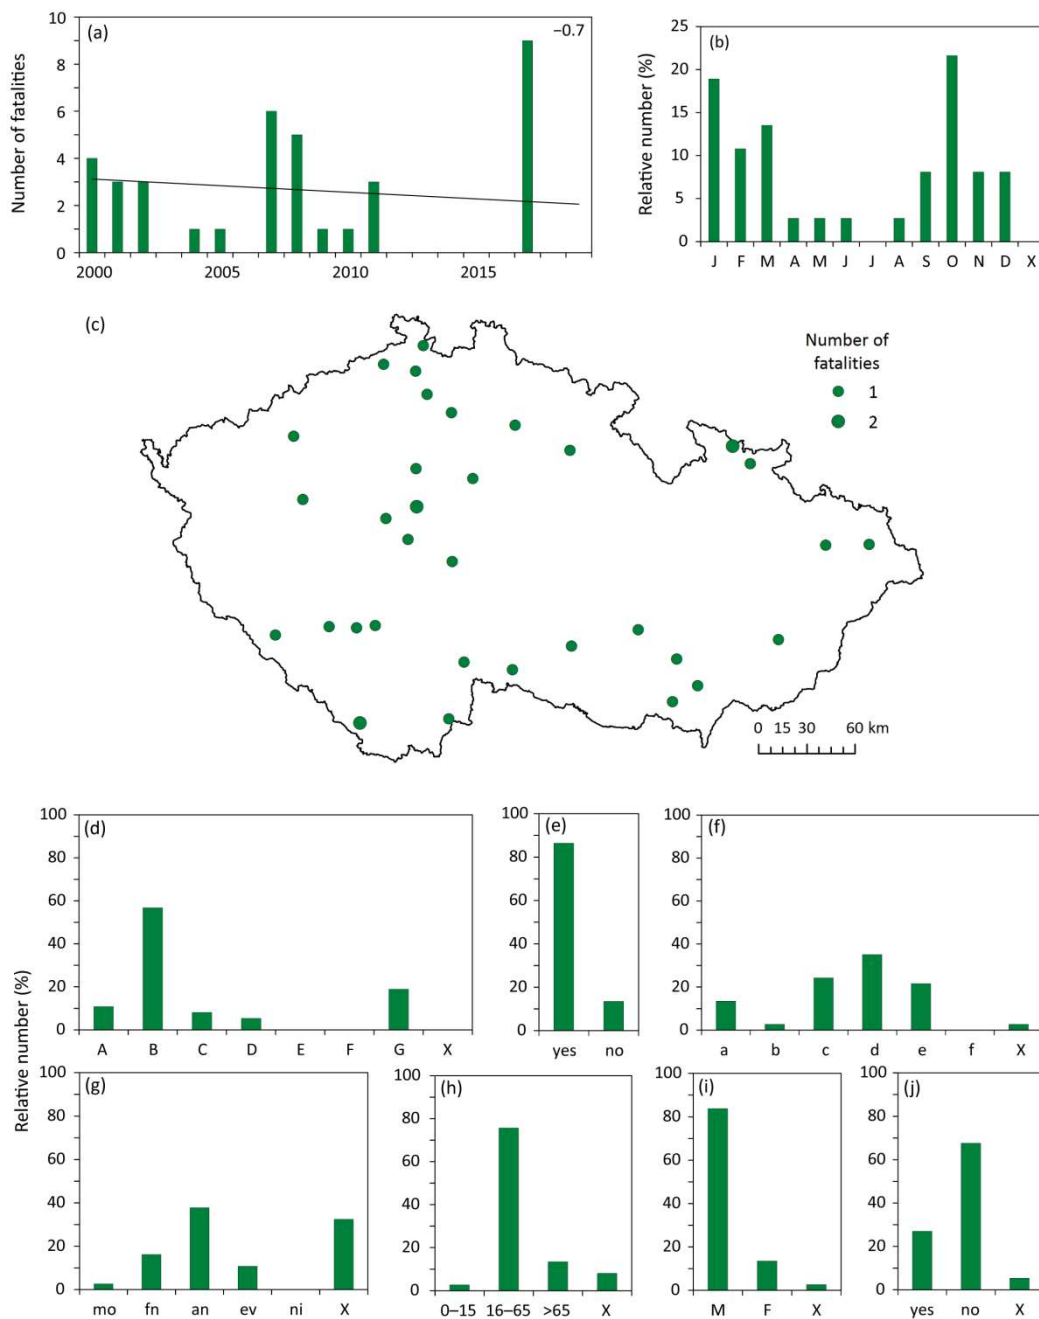 (a)
−0.7
Number of fatalities
10
8
6
4
2
0
2000 2005 2010 2015
(b)
Relative number (%)
25
20
15
10
5
0
J F M A M J J A S O N D X
(c)
Number of
fatalities
1
2
0 15 30 60 km
Relative number (%)
(d)
100
80
60
40
20
0
A B C D E F G X
(e)
100
80
60
40
20
0
yes no
(f)
100
80
60
40
20
0
a b c d e f X
(g)
100
80
60
40
20
0
mo fn an ev ni X
(h)
100
80
60
40
20
0
0–15 16–65 >65 X
(i)
100
80
60
40
20
0
M F X
(j)
100
80
60
40
20
0
yes no X